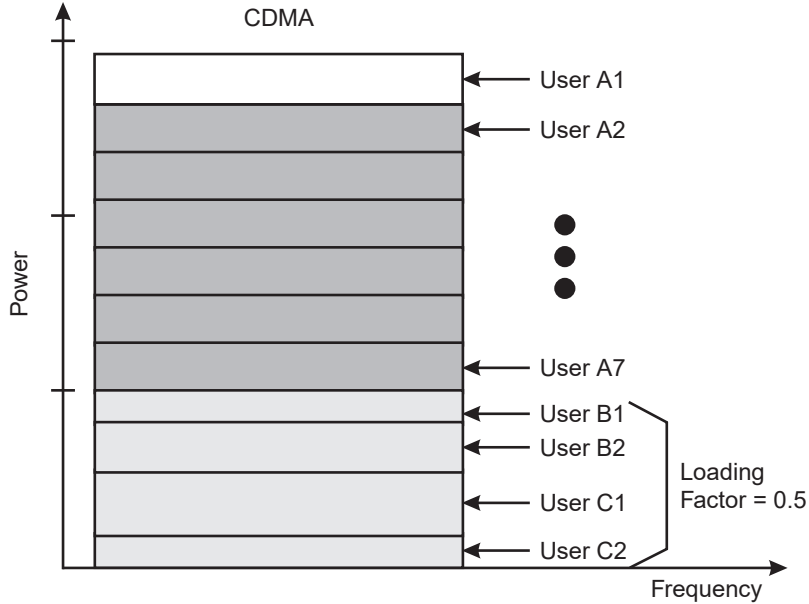 CDMA
User A1
User A2
User A7
User B1
User B2
User C1
User C2
Loading
Factor = 0.5
Power
Frequency